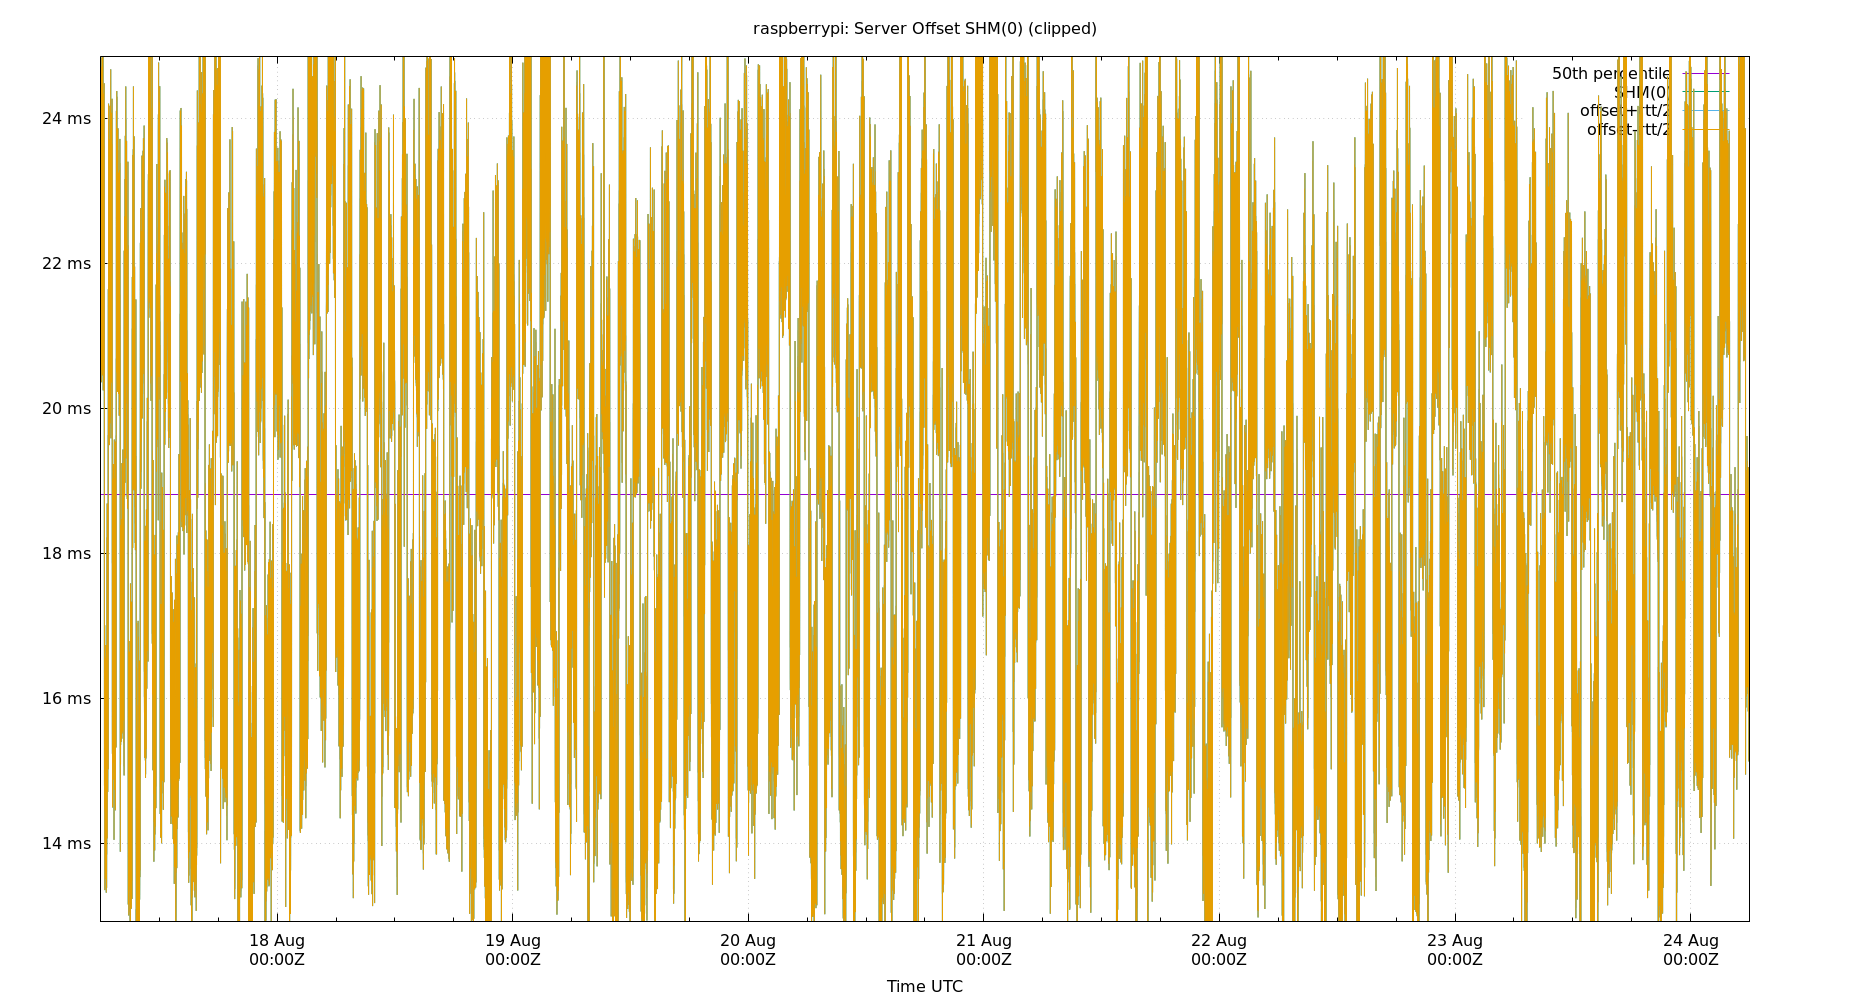 raspberrypi: Server Offset SHM(0) (clipped)
50th percentile
SHM(0)
offset+rtt/2
offset-rtt/2
24 ms
22 ms
20 ms
18 ms
16 ms
14 ms
18 Aug 19 Aug 20 Aug 21 Aug 22 Aug 23 Aug 24 Aug
00:00Z 00:00Z 00:00Z 00:00Z 00:00Z 00:00Z 00:00Z
Time UTC